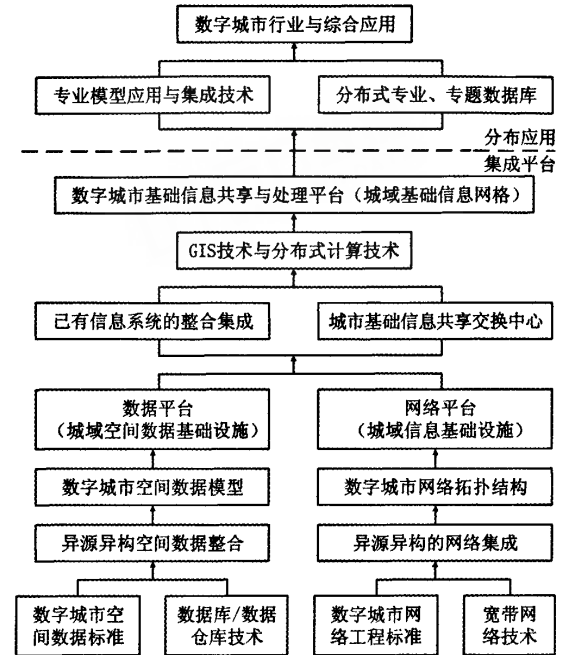 数字城市行业与综合应用
专业模型应用与集成技术
分布式专业、专题数据库
分布应用
集成平台
数字城市基础信息共享与处理平台（城域基础信息网格）
GIS技术与分布式计算技术
已有信息系统的整合集成
城市基础信息共享交换中心
数据平台
（城域空间数据基础设施）
网络平台
（城域信息基础设施）
数字城市空间数据模型
数字城市网络拓扑结构
异源异构空间数据整合
异源异构的网络集成
数字城市空
间数据标准
数据库/数据
仓库技术
数字城市网
络工程标准
宽带网
络技术